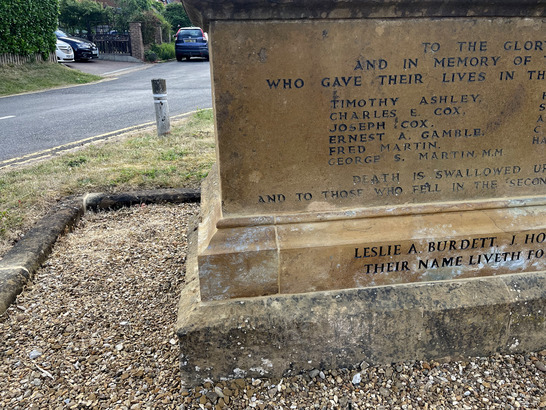 TO THE GLOR
AND IN MEMORY OF T
WHO GAVE THEIR LIVES IN TH
TIMOTHY ASHLEY.
CHARLES E. COX.
JOSEPH COX.
ERNEST A. GAMBLE.
FRED MARTIN.
GEORGE S. MARTIN. M.M
DEATH IS SWALLOWED UP
AND TO THOSE WHO FELL IN THE SECON
LESLIE A. BURDETT. J. HO
THEIR NAME LIVETH FO